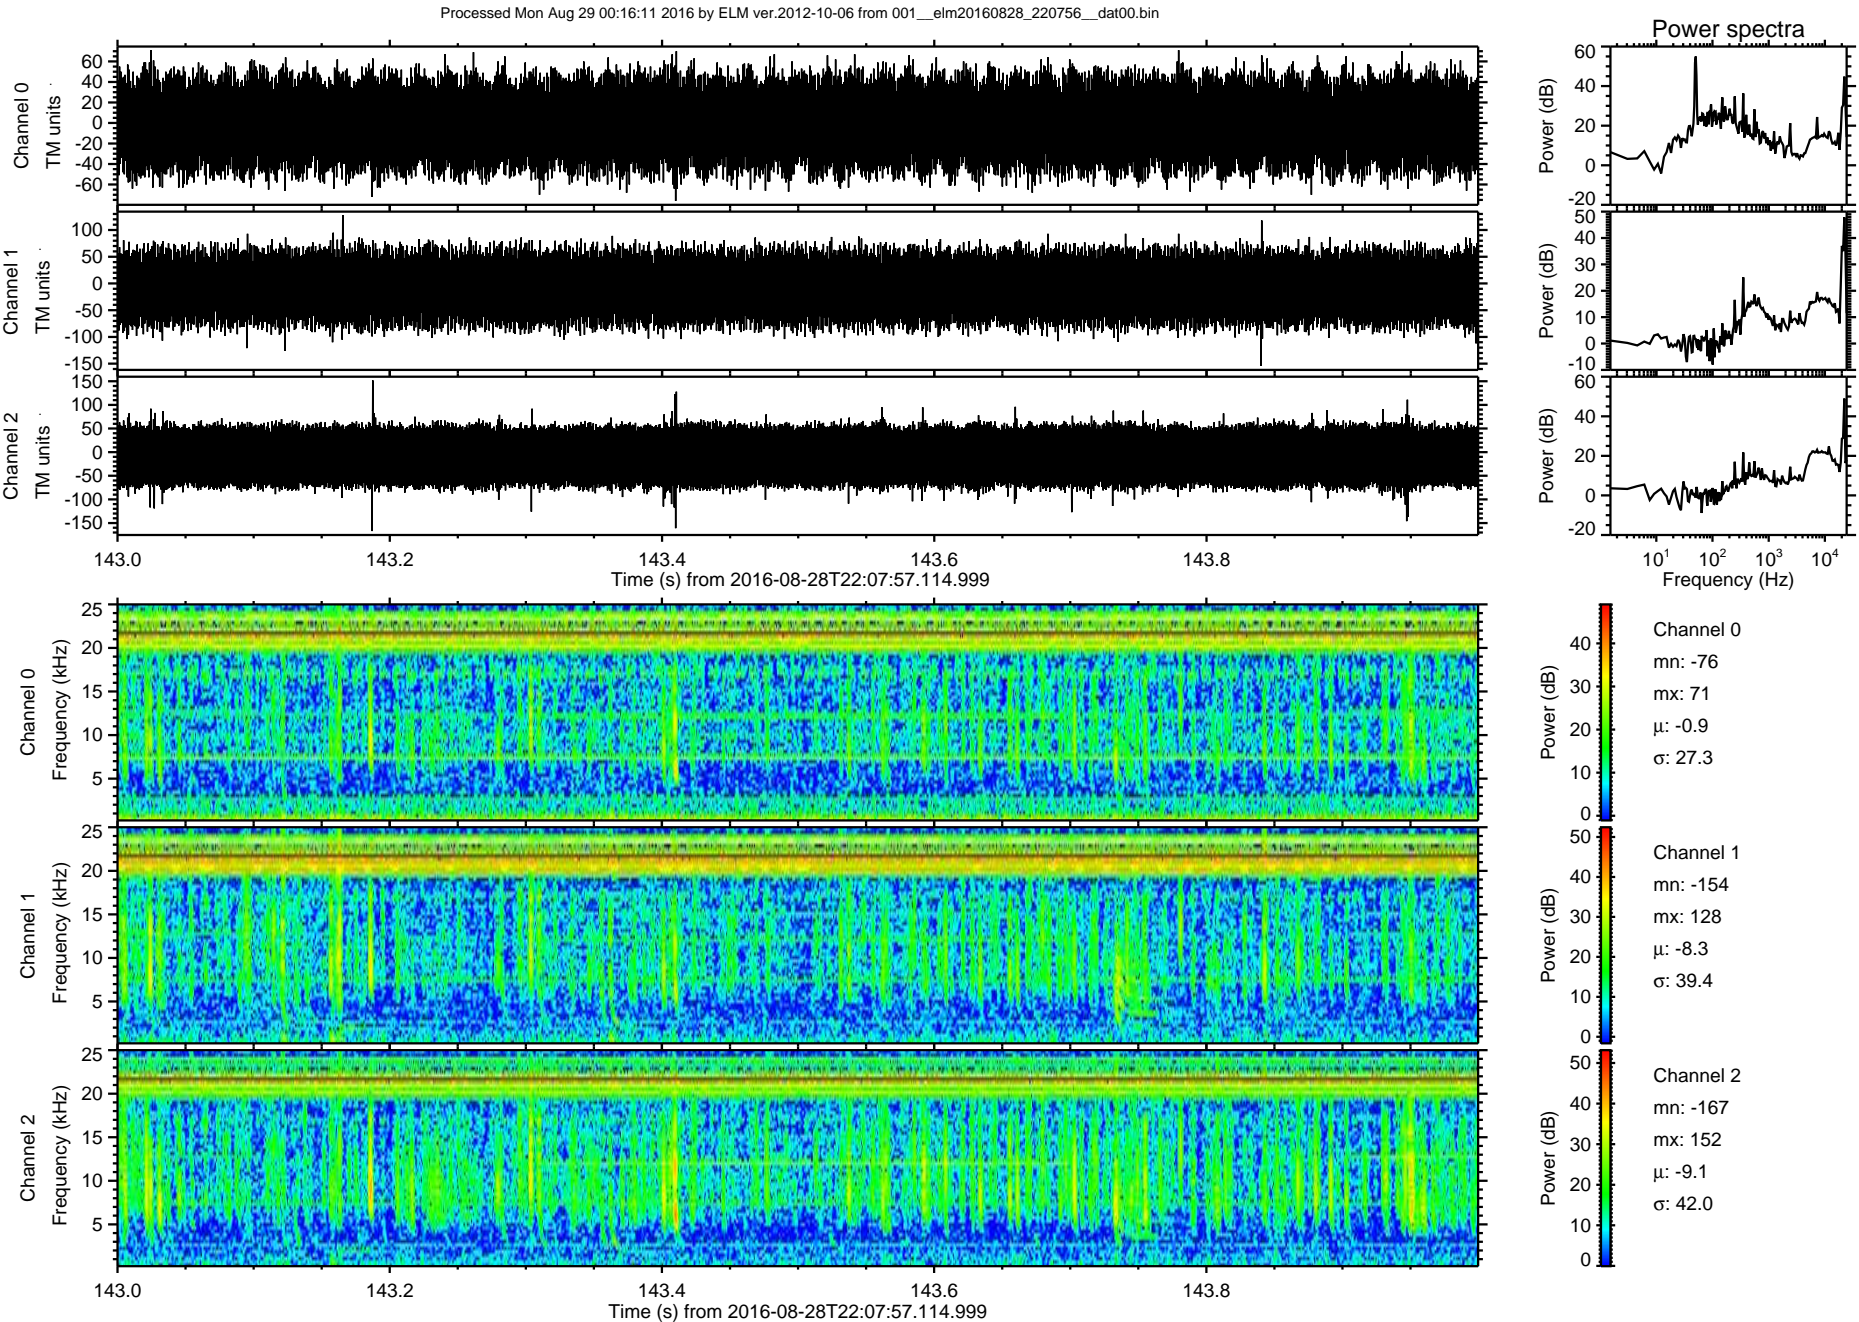 Processed Mon Aug 29 00:16:11 2016 by ELM ver.2012-10-06 from 001__elm20160828_220756__dat00.bin
Power spectra
Channel 0
TM units
60
40
20
0
-20
-40
-60
Power (dB)
60
40
20
0
-20
Channel 1
TM units
100
50
0
-50
-100
-150
Power (dB)
50
40
30
20
10
0
-10
Channel 2
TM units
150
100
50
0
-50
-100
-150
Power (dB)
60
40
20
0
-20
143.0 143.2 143.4 143.6 143.8
Time (s) from 2016-08-28T22:07:57.114.999
10^1 10^2 10^3 10^4
Frequency (Hz)
Channel 0
Frequency (kHz)
25
20
15
10
5
Power (dB)
40
30
20
10
0
Channel 0
mn: -76
mx: 71
μ: -0.9
σ: 27.3
Channel 1
Frequency (kHz)
25
20
15
10
5
Power (dB)
50
40
30
20
10
0
Channel 1
mn: -154
mx: 128
μ: -8.3
σ: 39.4
Channel 2
Frequency (kHz)
25
20
15
10
5
Power (dB)
50
40
30
20
10
0
Channel 2
mn: -167
mx: 152
μ: -9.1
σ: 42.0
143.0 143.2 143.4 143.6 143.8
Time (s) from 2016-08-28T22:07:57.114.999